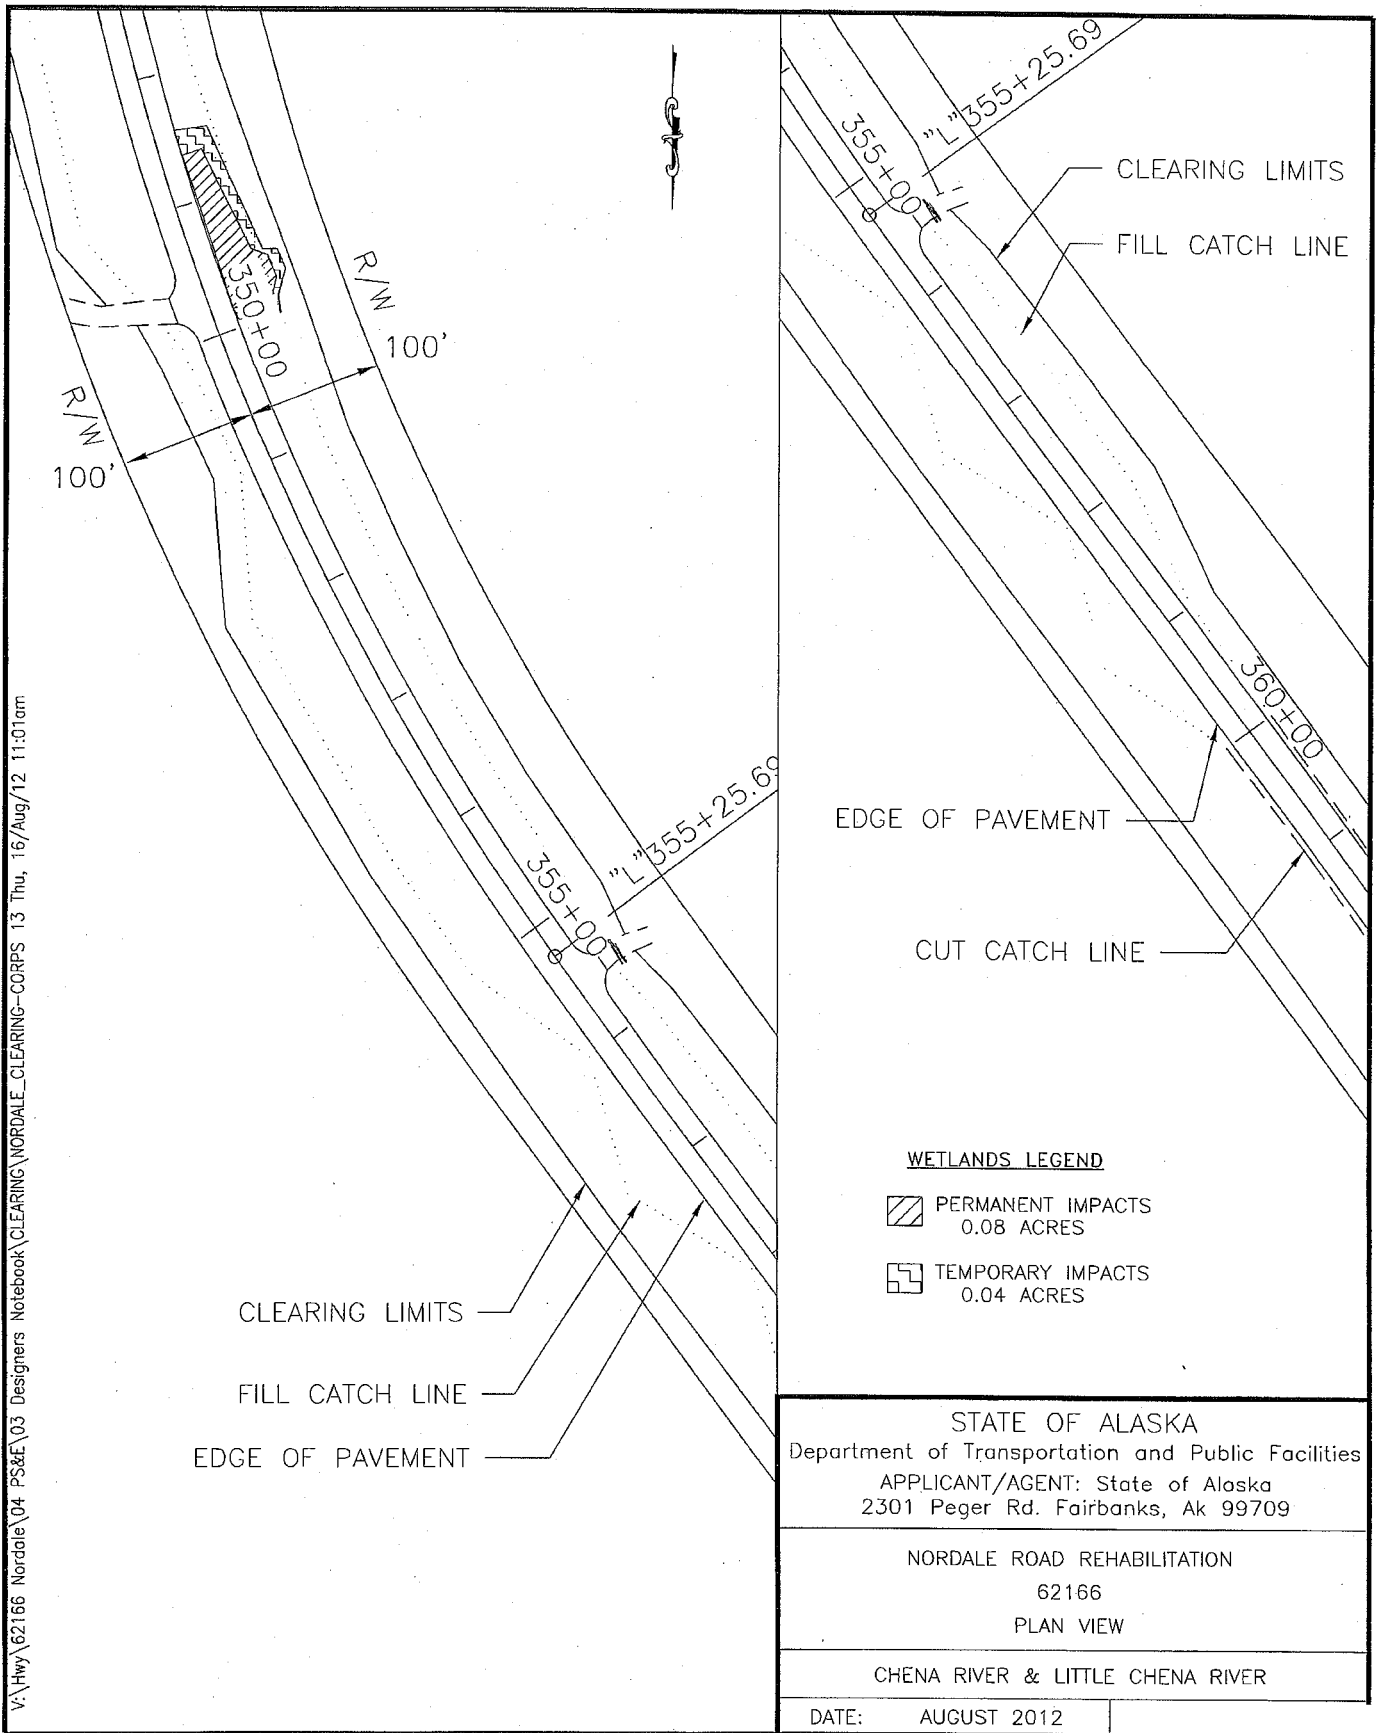 350+00
R/W
100'
R/W
100'
355+00
"L" 355+25.69
CLEARING LIMITS
FILL CATCH LINE
EDGE OF PAVEMENT
355+00
"L" 355+25.69
CLEARING LIMITS
FILL CATCH LINE
360+00
EDGE OF PAVEMENT
CUT CATCH LINE
WETLANDS LEGEND
PERMANENT IMPACTS
0.08 ACRES
TEMPORARY IMPACTS
0.04 ACRES
STATE OF ALASKA
Department of Transportation and Public Facilities
APPLICANT/AGENT: State of Alaska
2301 Peger Rd. Fairbanks, Ak 99709
NORDALE ROAD REHABILITATION
62166
PLAN VIEW
CHENA RIVER & LITTLE CHENA RIVER
DATE: AUGUST 2012
V:\Hwy\62166 Nordale\04 PS&E\03 Designers Notebook\CLEARING\NORDALE_CLEARING-CORPS 13 Thu, 16/Aug/12 11:01am